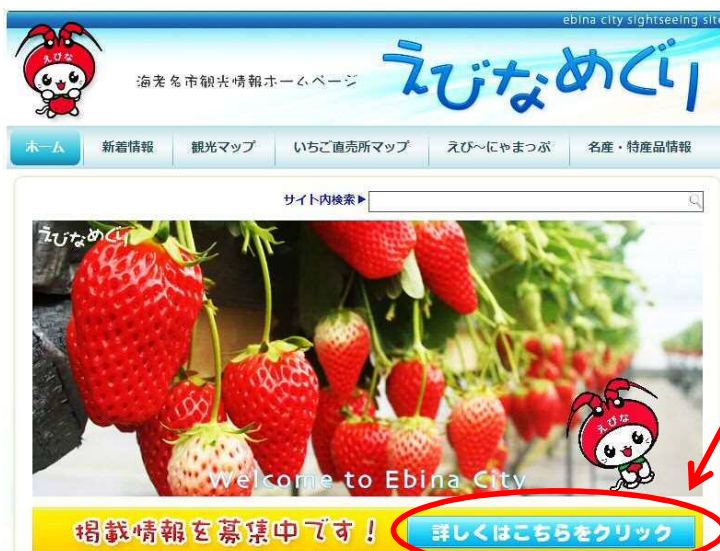 ebina city sightseeing site
えびな
海老名市観光情報ホームページ
えびなめぐり
ホーム
新着情報
観光マップ
いちご直売所マップ
えび～にゃまっぷ
名産・特産品情報
サイト内検索▶
えびなめぐり
えびな
Welcome to Ebina City
掲載情報を募集中です！
詳しくはこちらをクリック